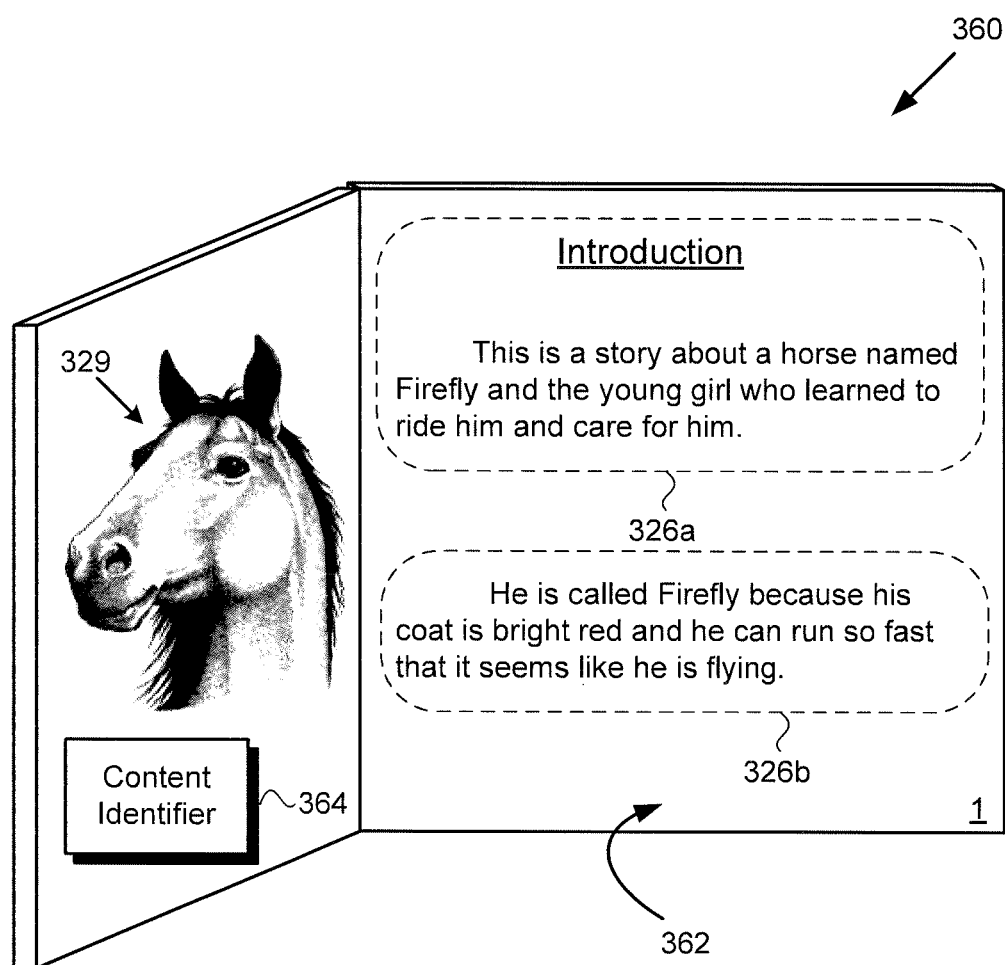 360
329
Introduction
This is a story about a horse named
Firefly and the young girl who learned to
ride him and care for him.
326a
He is called Firefly because his
coat is bright red and he can run so fast
that it seems like he is flying.
326b
Content
Identifier
364
1
362